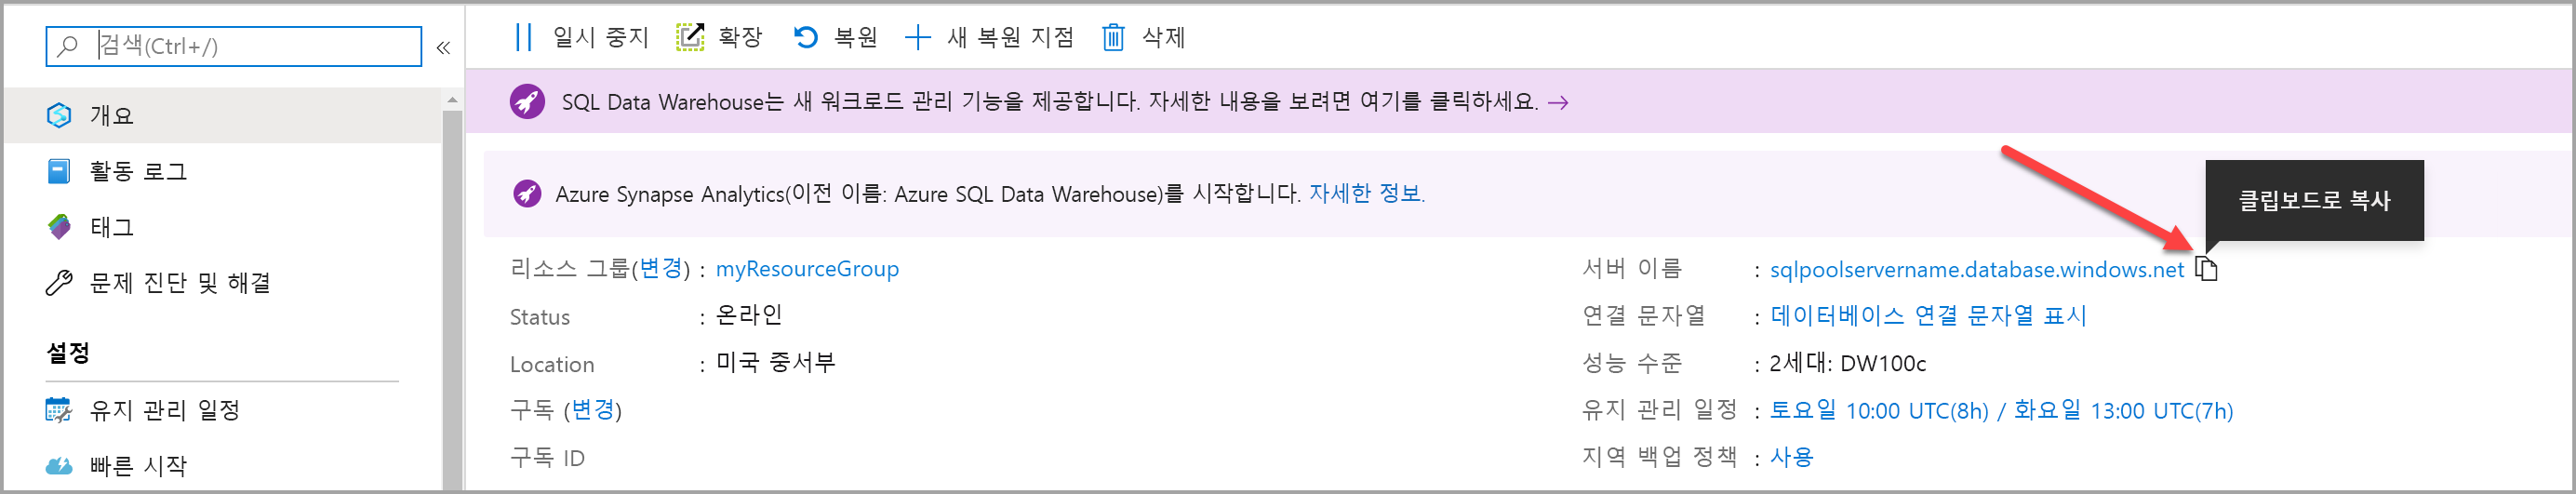 검색(Ctrl+/)
«
개요
활동 로그
태그
문제 진단 및 해결
설정
유지 관리 일정
빠른 시작
일시 중지 확장 복원 새 복원 지점 삭제
SQL Data Warehouse는 새 워크로드 관리 기능을 제공합니다. 자세한 내용을 보려면 여기를 클릭하세요. →
Azure Synapse Analytics(이전 이름: Azure SQL Data Warehouse)를 시작합니다. 자세한 정보.
리소스 그룹(변경) : myResourceGroup
Status : 온라인
Location : 미국 중서부
구독 (변경)
구독 ID
클립보드로 복사
서버 이름 : sqlpoolservername.database.windows.net
연결 문자열 : 데이터베이스 연결 문자열 표시
성능 수준 : 2세대: DW100c
유지 관리 일정 : 토요일 10:00 UTC(8h) / 화요일 13:00 UTC(7h)
지역 백업 정책 : 사용